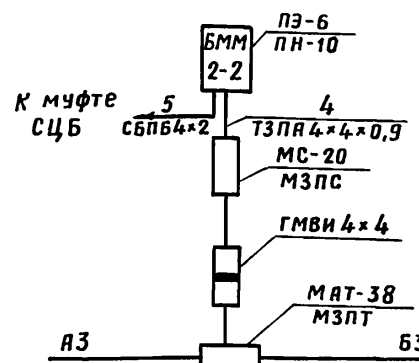 ПЭ-6
ПН-10
БММ
2-2
К муфте
СЦБ
5
СБПБ4×2
4
ТЗПА 4×4×0,9
МС-20
МЗПС
ГМВИ 4×4
МАТ-38
МЗПТ
А3
Б3